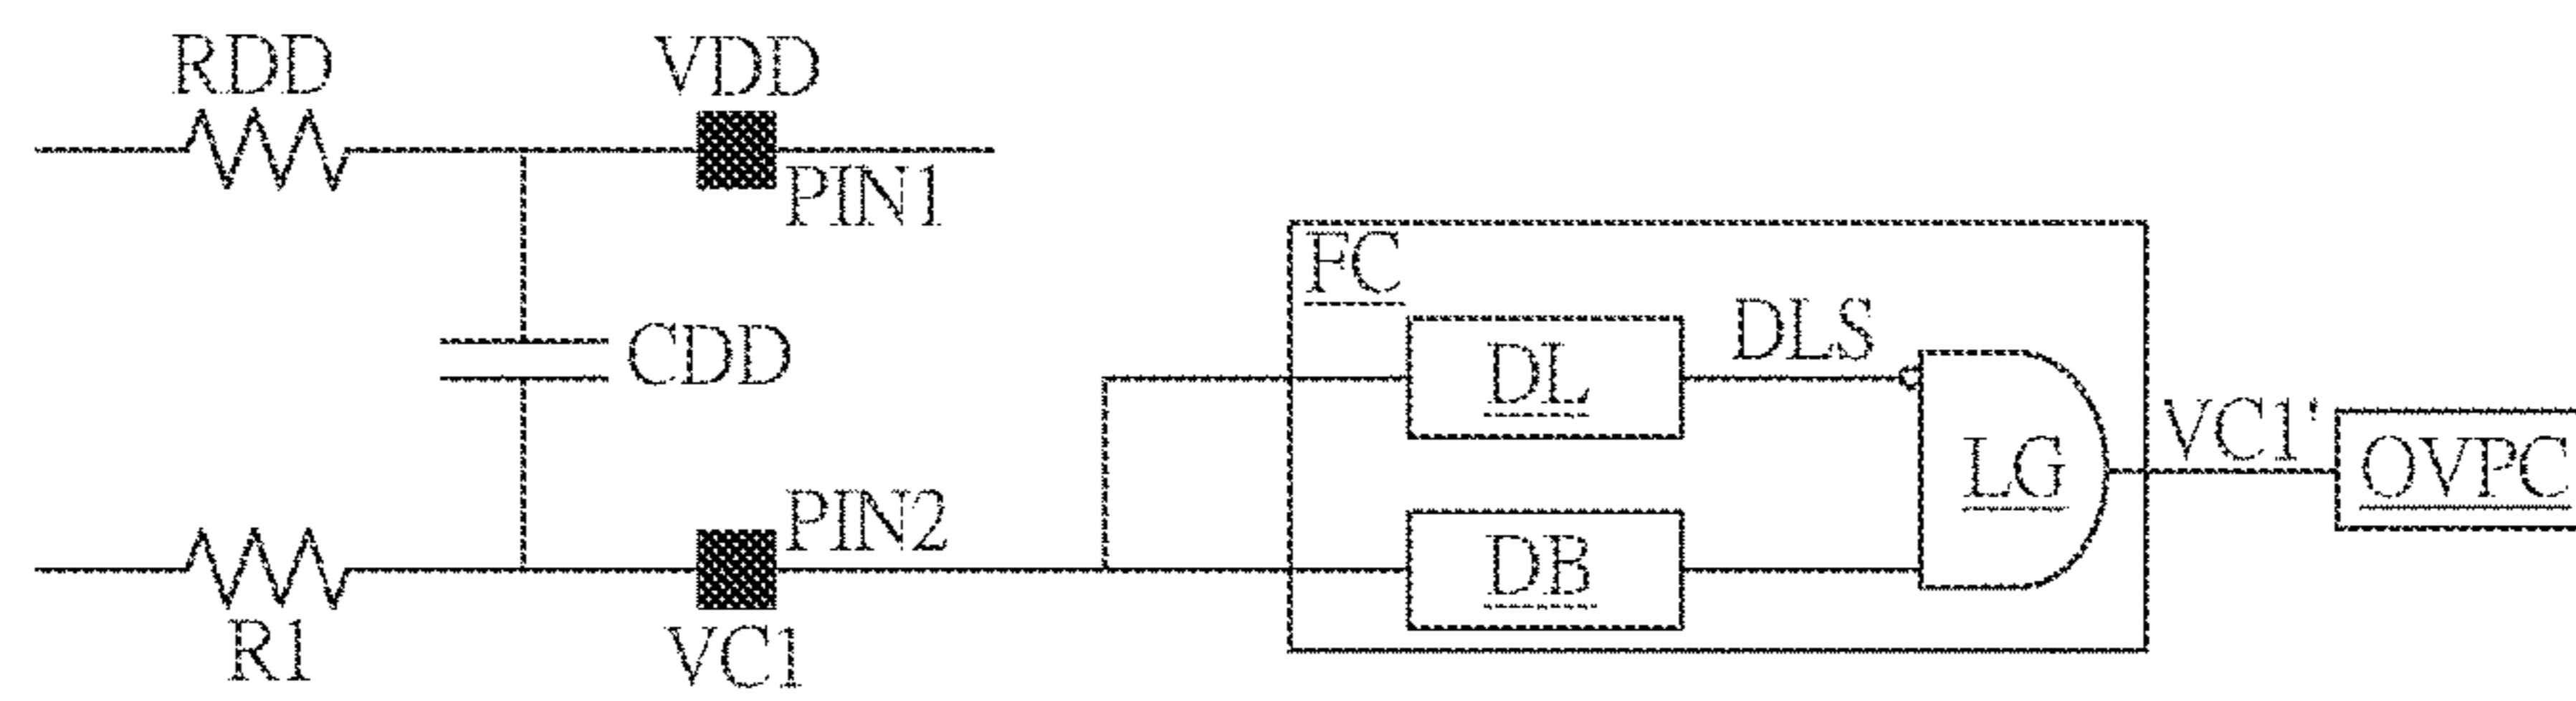 RDD
VDD
PIN1
FC
DL
DLS
CDD
LG
VC1'
OVPC
PIN2
DB
R1
VC1